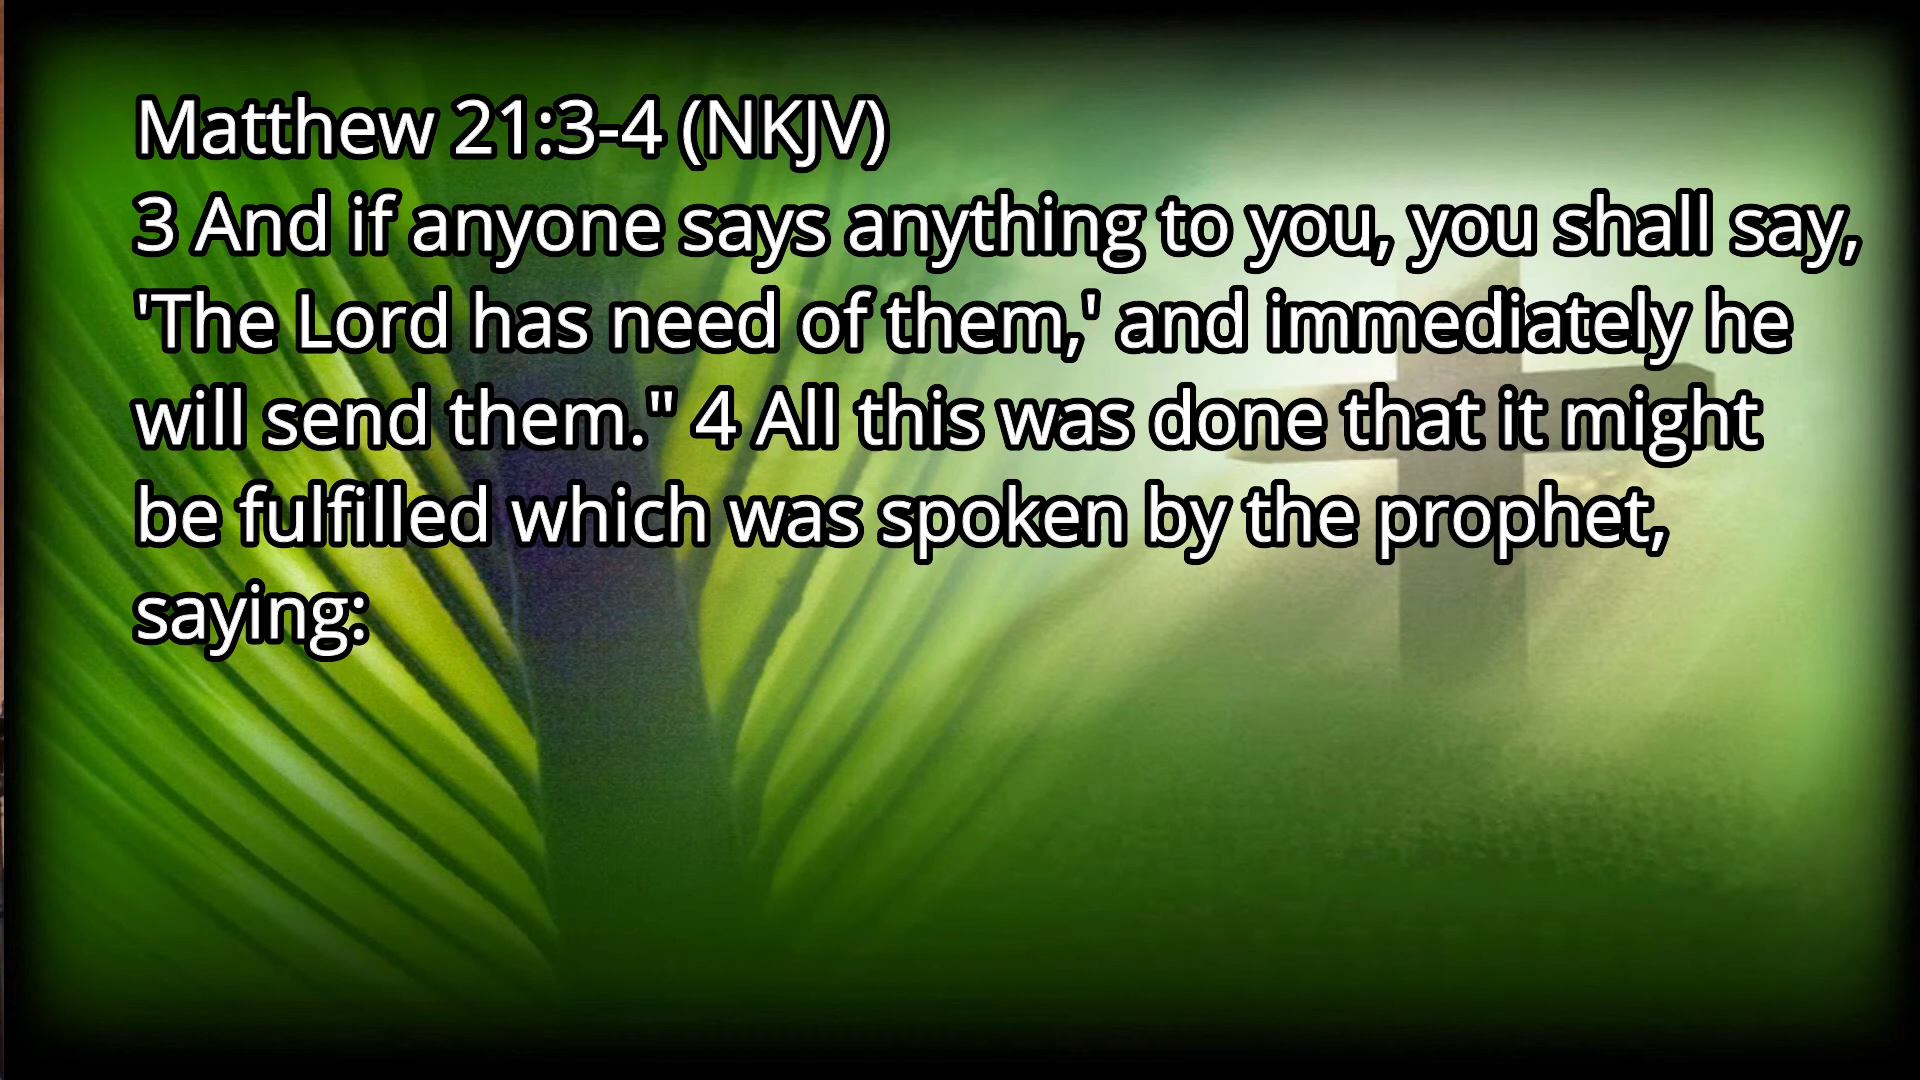 Matthew 21:3-4 (NKJV)
3 And if anyone says anything to you, you shall say,
'The Lord has need of them,' and immediately he
will send them." 4 All this was done that it might
be fulfilled which was spoken by the prophet,
saying: